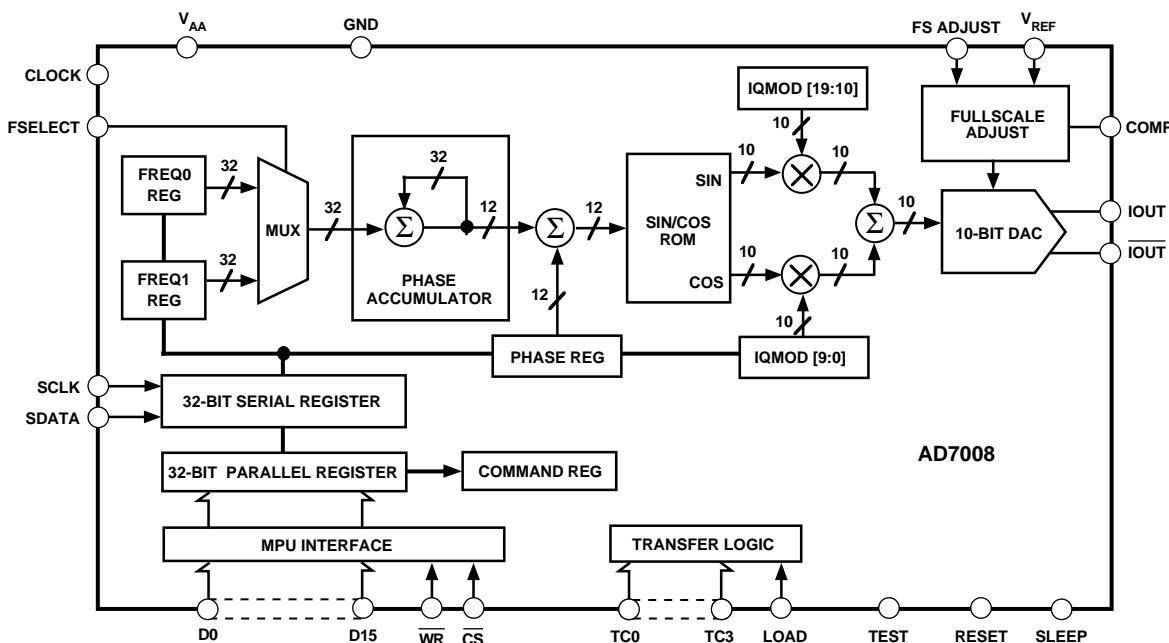 V_AA
GND
FS ADJUST
V_REF
CLOCK
FSELECT
IQMOD [19:10]
FULLSCALE
ADJUST
COMP
FREQ0
REG
32
MUX
32
32
Σ
12
PHASE
ACCUMULATOR
Σ
12
12
SIN
SIN/COS
ROM
COS
10
10
10
10
10
10
Σ
10
10-BIT DAC
IOUT
IOUT
FREQ1
REG
32
PHASE REG
IQMOD [9:0]
SCLK
SDATA
32-BIT SERIAL REGISTER
32-BIT PARALLEL REGISTER
COMMAND REG
AD7008
MPU INTERFACE
TRANSFER LOGIC
D0
D15
WR
CS
TC0
TC3
LOAD
TEST
RESET
SLEEP